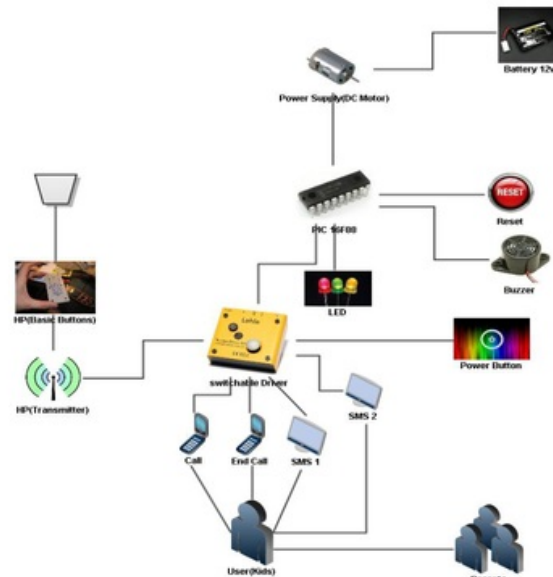 Battery 12v
Power Supply(DC Motor)
RESET
PIC 16F88
Reset
HP(Basic Buttons)
LED
Buzzer
switchable Driver
Power Button
HP(Transmitter)
SMS 2
Call
End Call
SMS 1
User(Kids)